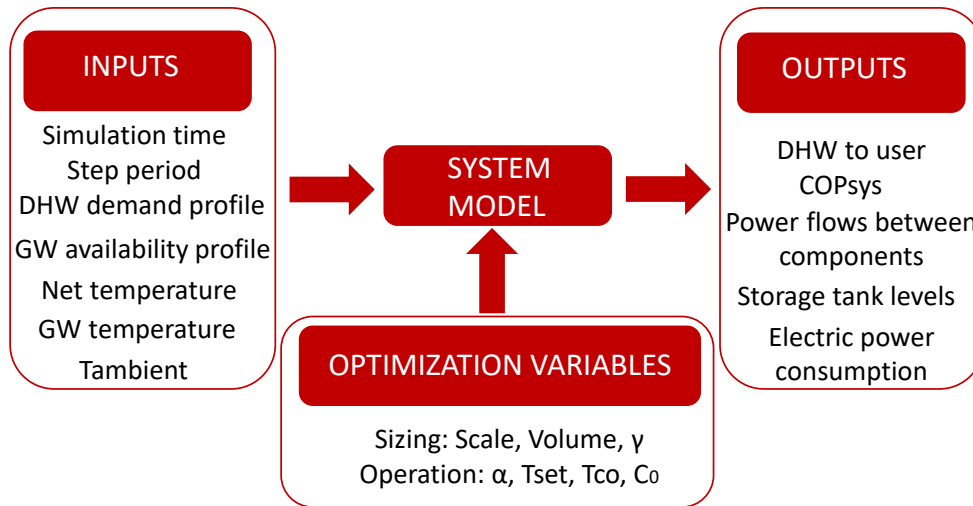 INPUTS
Simulation time
Step period
DHW demand profile
GW availability profile
Net temperature
GW temperature
Tambient
SYSTEM
MODEL
OPTIMIZATION VARIABLES
Sizing: Scale, Volume, γ
Operation: α, Tset, Tco, C₀
OUTPUTS
DHW to user
COPsys
Power flows between
components
Storage tank levels
Electric power
consumption